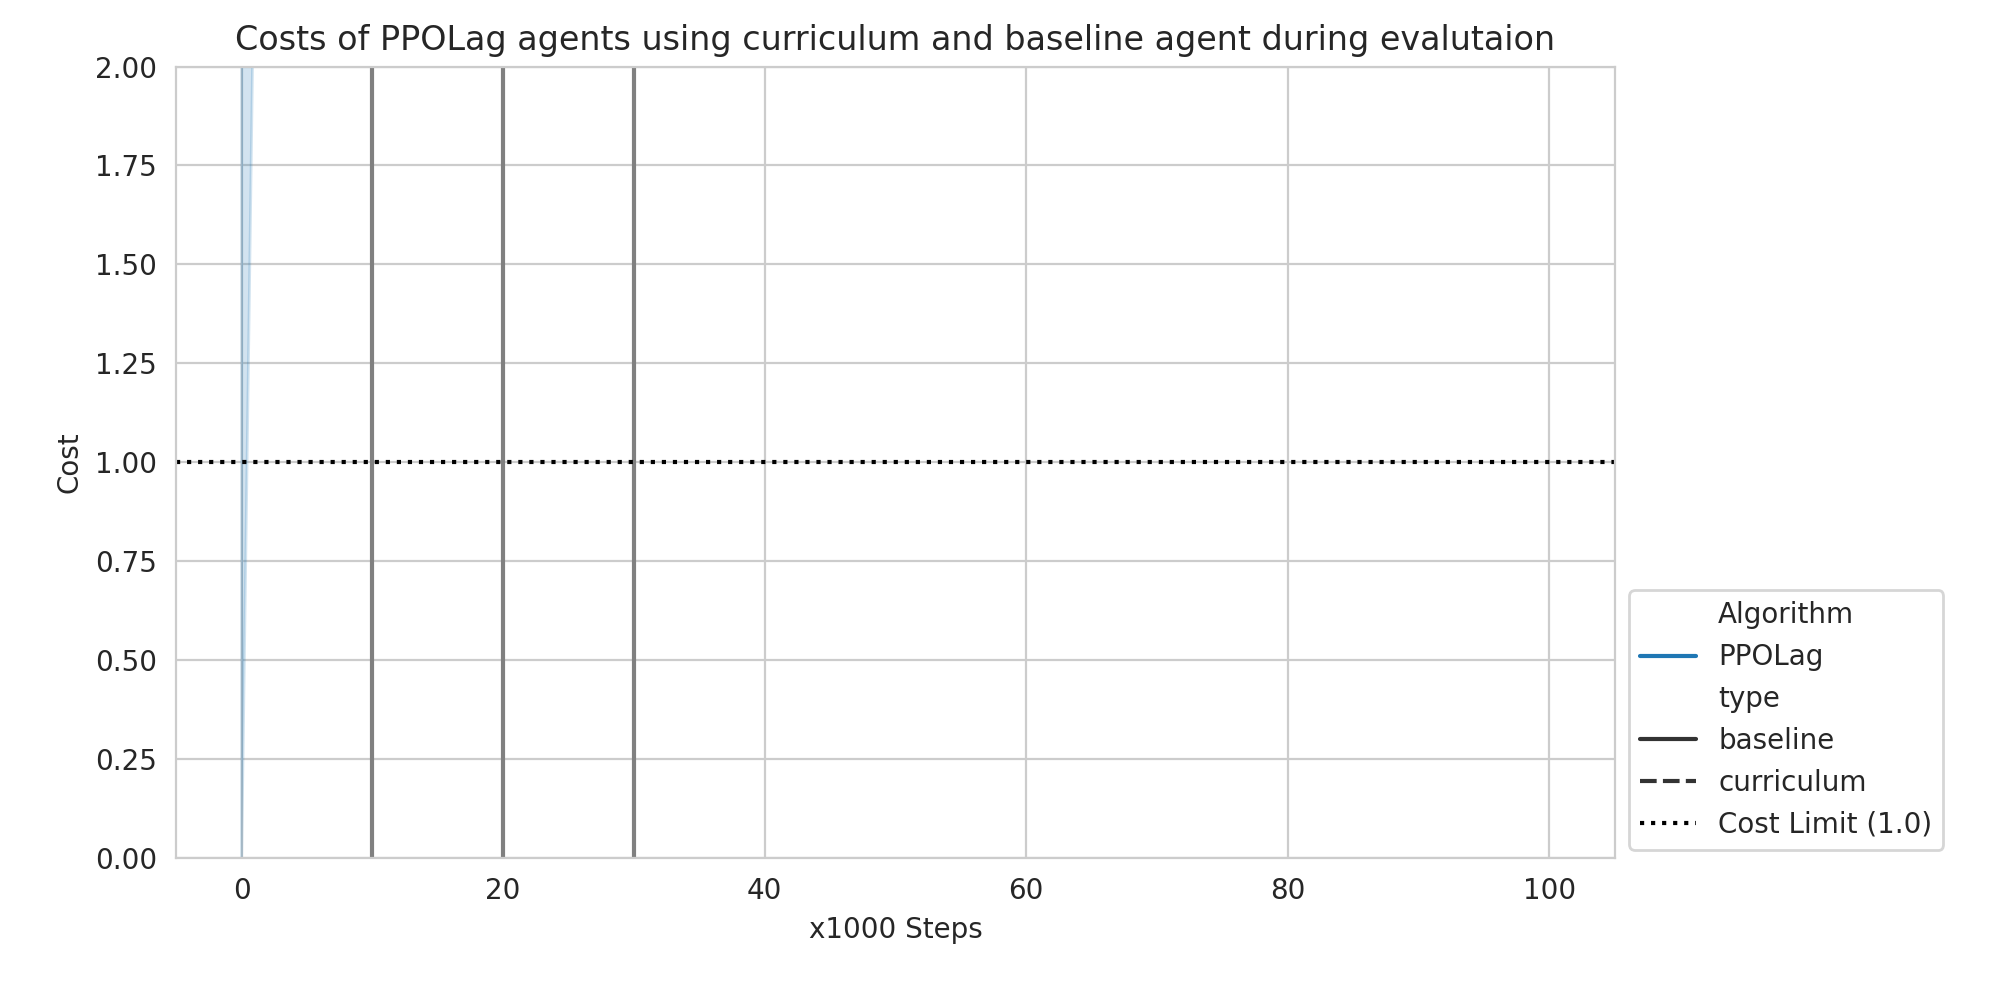 Costs of PPOLag agents using curriculum and baseline agent during evalutaion
2.00
1.75
1.50
1.25
1.00
0.75
0.50
0.25
0.00
Cost
0 20 40 60 80 100
x1000 Steps
Algorithm
PPOLag
type
baseline
curriculum
Cost Limit (1.0)